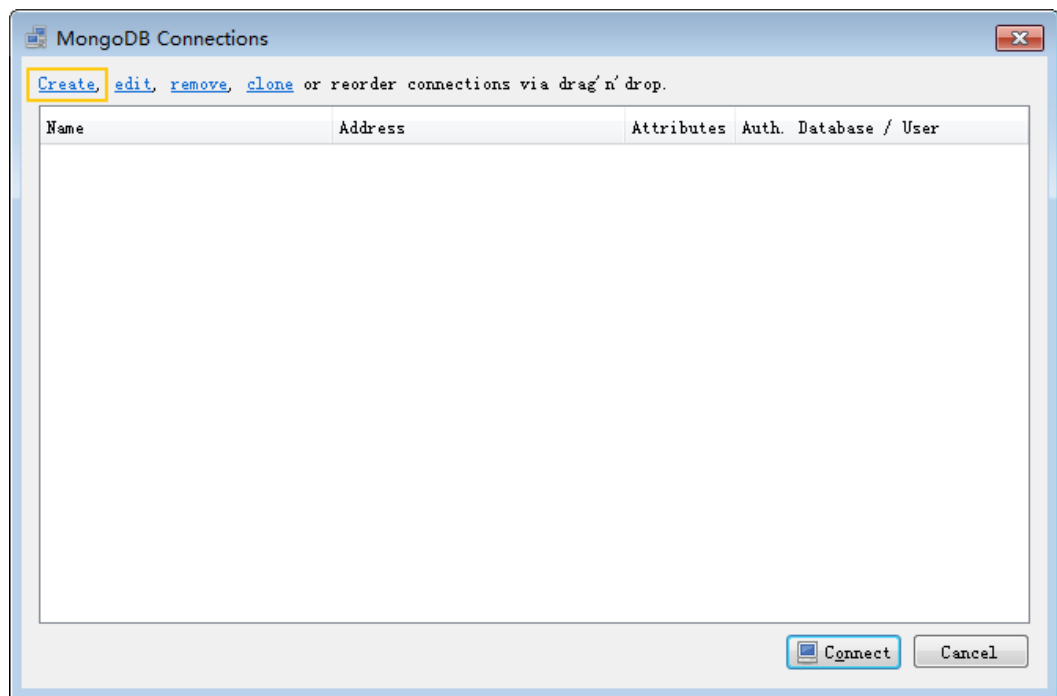 MongoDB Connections
Create, edit, remove, clone or reorder connections via drag'n'drop.
Name Address Attributes Auth. Database / User
Connect Cancel